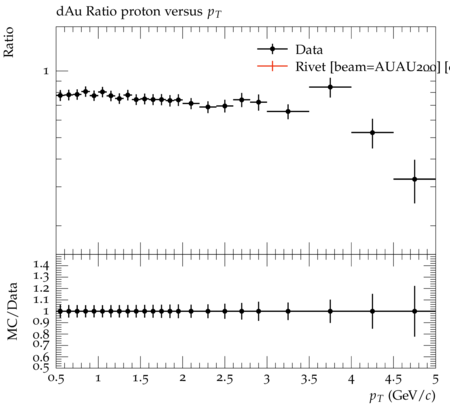 dAu Ratio proton versus p_T
Ratio
Data
Rivet [beam=AUAU200] [
1
MC/Data
1.4
1.3
1.2
1.1
1
0.9
0.8
0.7
0.6
0.5
0.5 1 1.5 2 2.5 3 3.5 4 4.5 5
p_T (GeV/c)